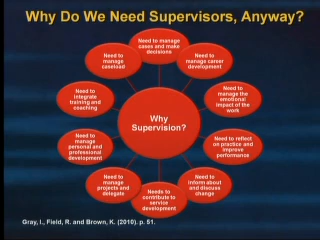 Why Do We Need Supervisors, Anyway?
Need to manage
cases and make
decisions
Need to
manage career
development
Need to
manage the
emotional
impact of the
work
Need to reflect
on practice and
improve
performance
Need to
inform about
and discuss
change
Needs to
contribute to
service
development
Need to
manage
projects and
delegate
Need to
manage
personal and
professional
development
Need to
integrate
training and
coaching
Need to
manage
caseload
Why
Supervision?
Gray, I., Field, R. and Brown, K. (2010). p. 51.